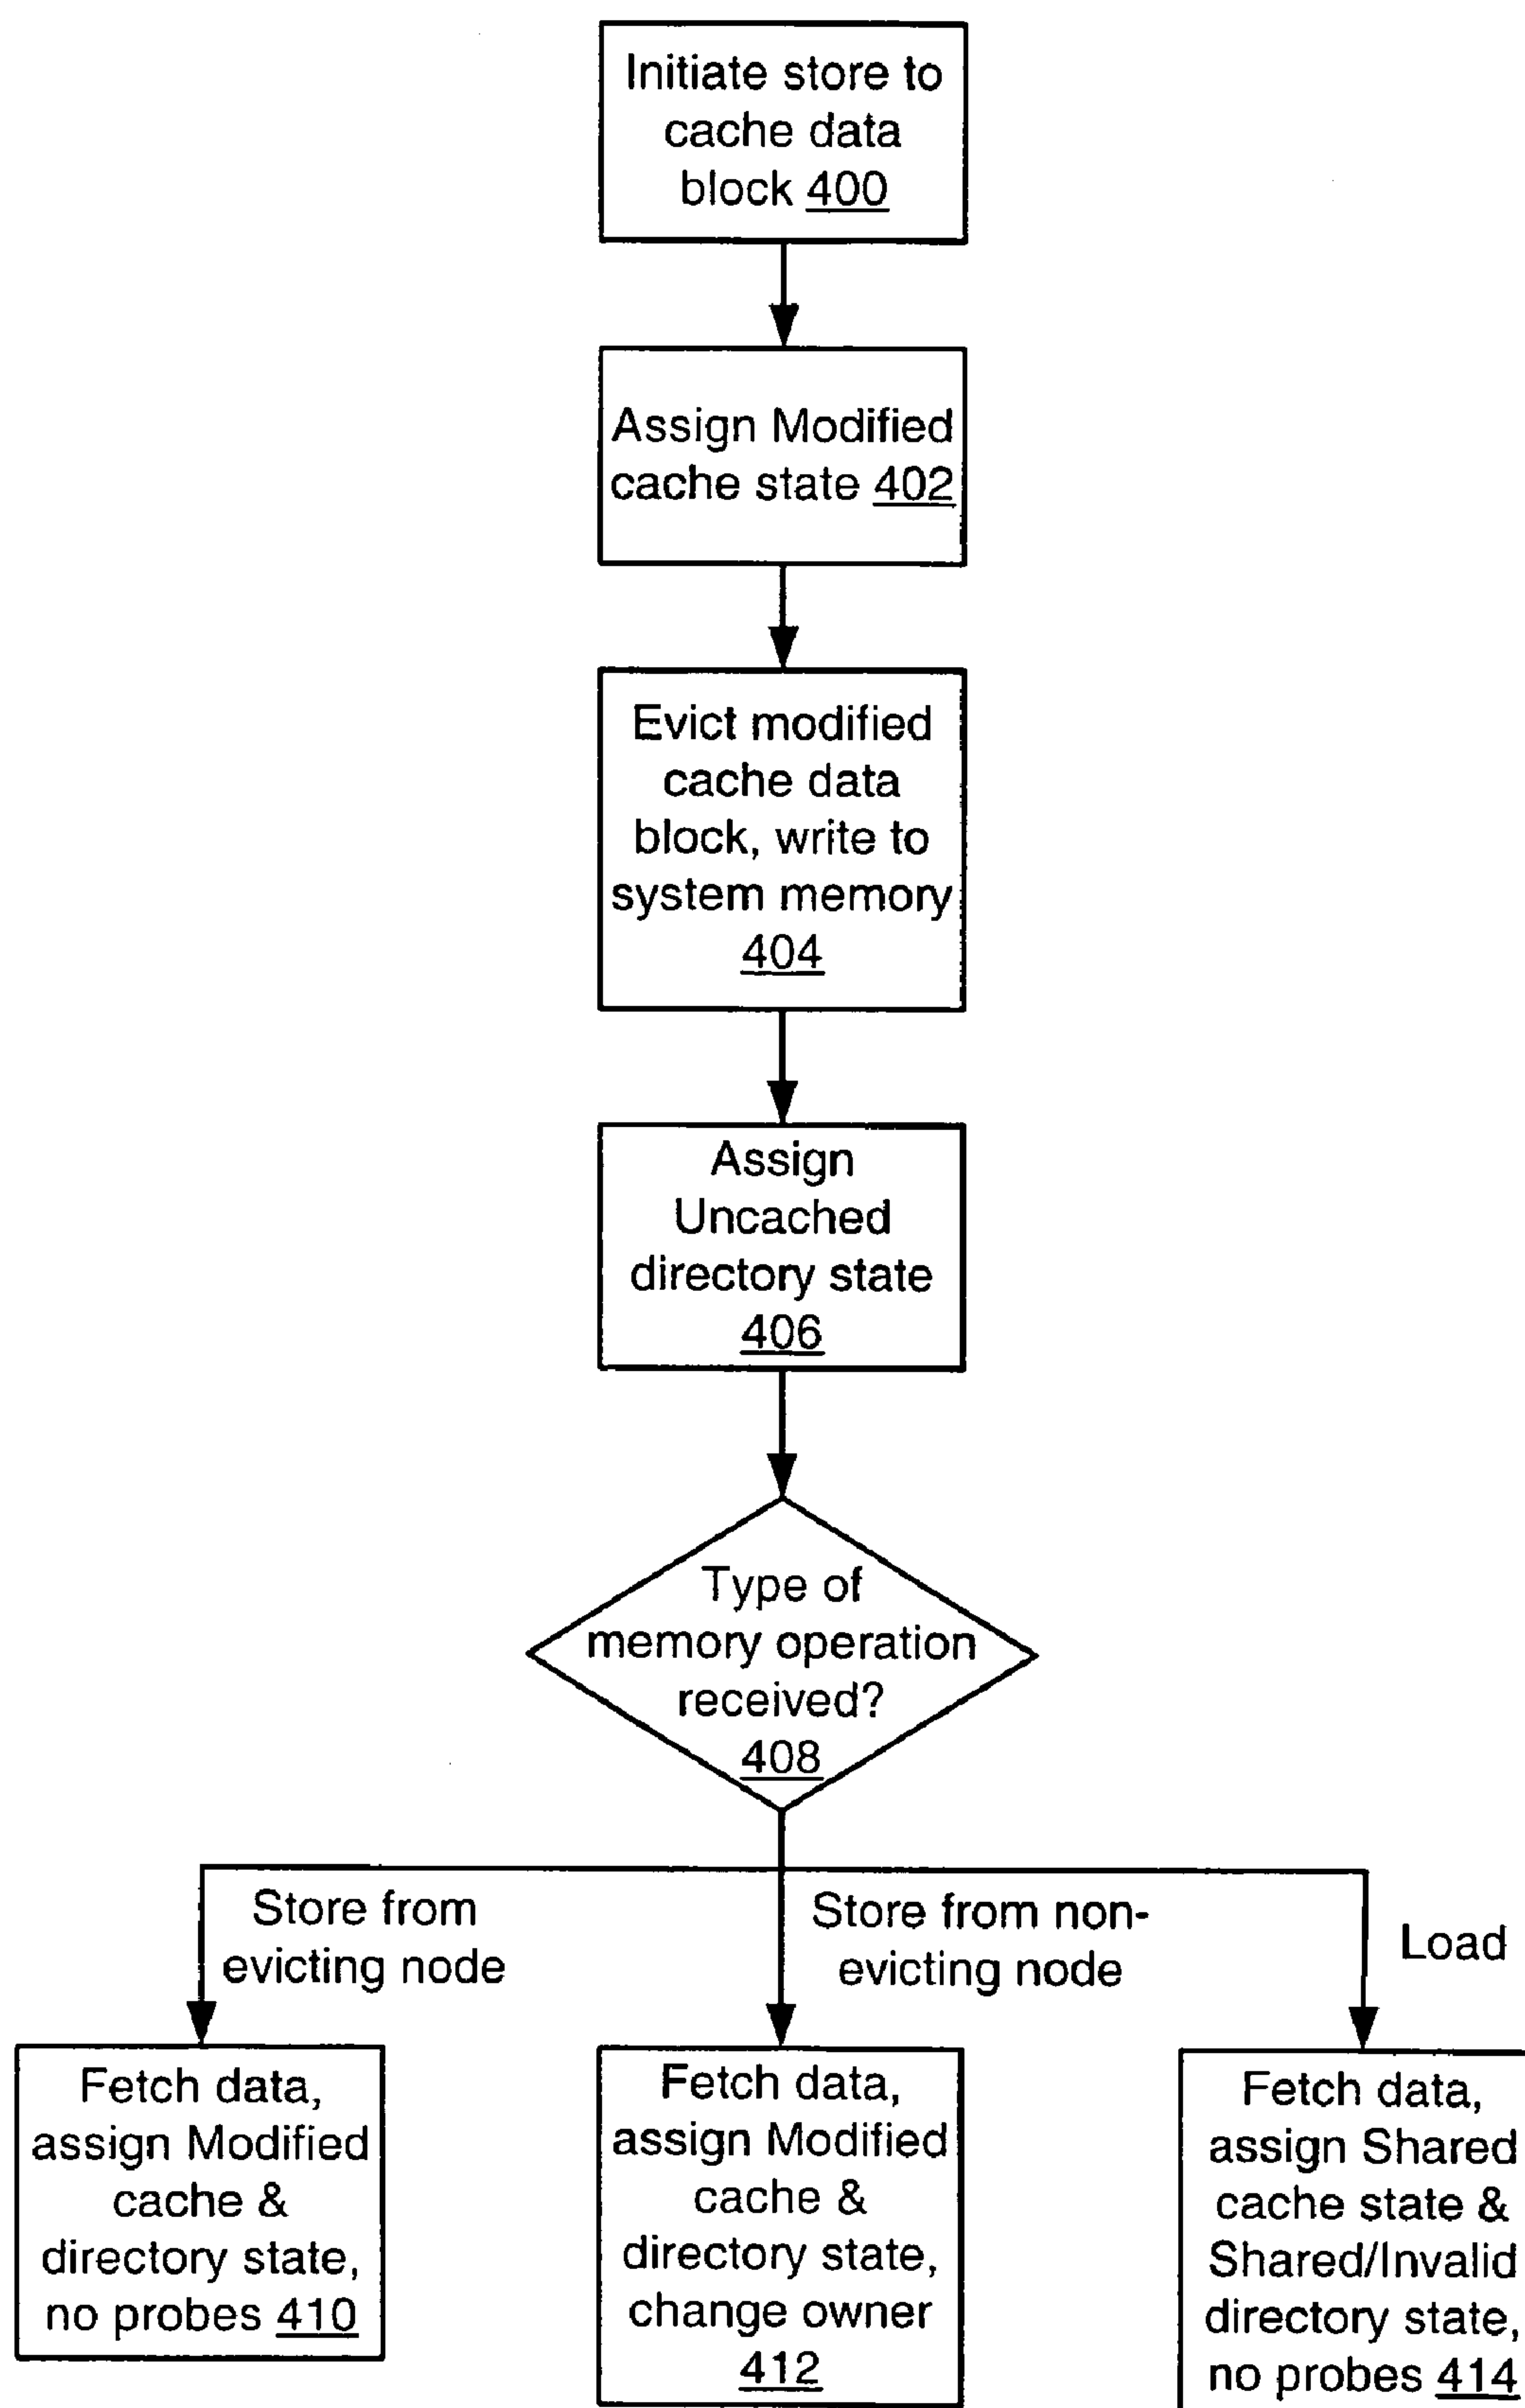 Initiate store to
cache data
block 400
Assign Modified
cache state 402
Evict modified
cache data
block, write to
system memory
404
Assign
Uncached
directory state
406
Type of
memory operation
received?
408
Store from
evicting node
Store from non-
evicting node
Load
Fetch data,
assign Modified
cache &
directory state,
no probes 410
Fetch data,
assign Modified
cache &
directory state,
change owner
412
Fetch data,
assign Shared
cache state &
Shared/Invalid
directory state,
no probes 414